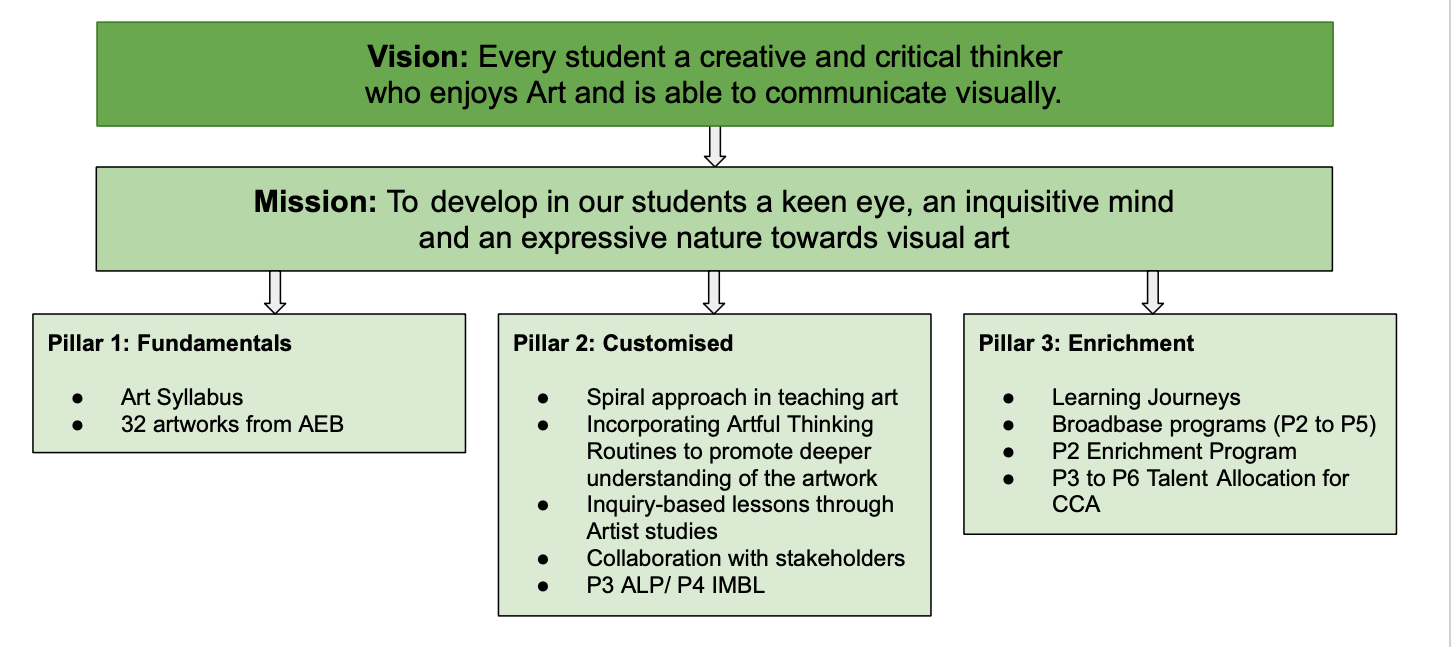 Vision: Every student a creative and critical thinker
who enjoys Art and is able to communicate visually.
Mission: To develop in our students a keen eye, an inquisitive mind
and an expressive nature towards visual art
Pillar 1: Fundamentals
● Art Syllabus
● 32 artworks from AEB
Pillar 2: Customised
● Spiral approach in teaching art
● Incorporating Artful Thinking
Routines to promote deeper
understanding of the artwork
● Inquiry-based lessons through
Artist studies
● Collaboration with stakeholders
● P3 ALP/ P4 IMBL
Pillar 3: Enrichment
● Learning Journeys
● Broadbase programs (P2 to P5)
● P2 Enrichment Program
● P3 to P6 Talent Allocation for
CCA